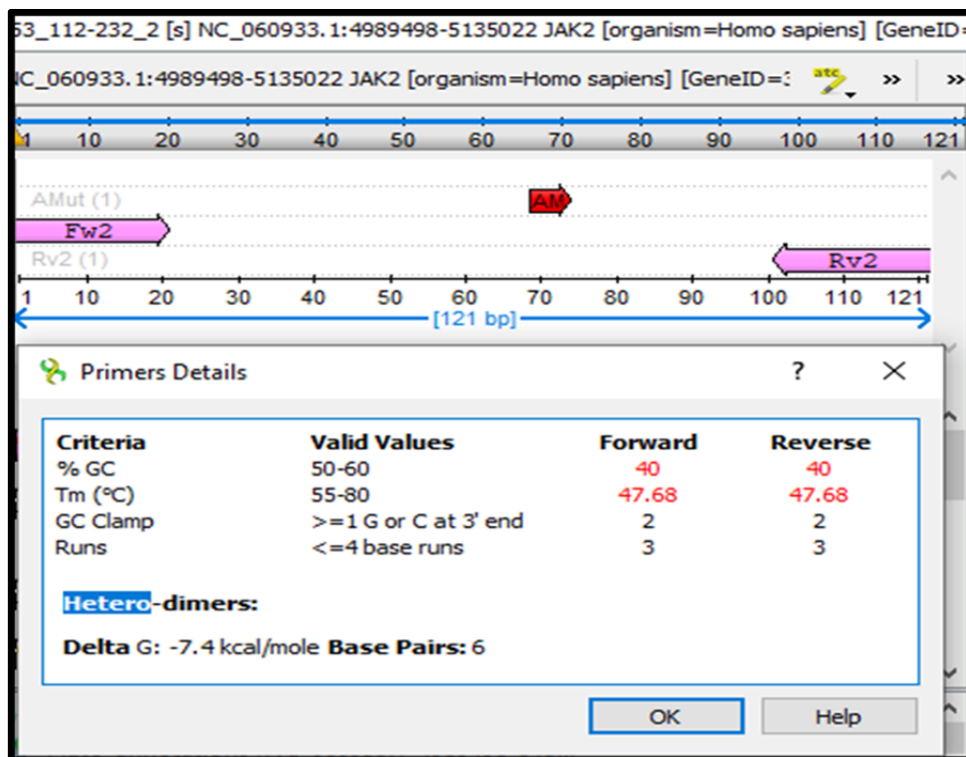 53_112-232_2 [s] NC_060933.1:4989498-5135022 JAK2 [organism=Homo sapiens] [GeneID=
NC_060933.1:4989498-5135022 JAK2 [organism=Homo sapiens] [GeneID=: atc » »
1 10 20 30 40 50 60 70 80 90 100 110 121
AMut (1) AM
Fw2
Rv2 (1) Rv2
1 10 20 30 40 50 60 70 80 90 100 110 121
[121 bp]
Primers Details ? X
Criteria Valid Values Forward Reverse
% GC 50-60 40 40
Tm (°C) 55-80 47.68 47.68
GC Clamp >=1 G or C at 3' end 2 2
Runs <=4 base runs 3 3
Hetero-dimers:
Delta G: -7.4 kcal/mole Base Pairs: 6
OK Help